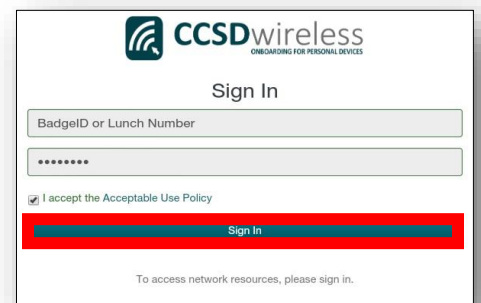 CCSDwireless
ONBOARDING FOR PERSONAL DEVICES
Sign In
BadgeID or Lunch Number
••••••••
I accept the Acceptable Use Policy
Sign In
To access network resources, please sign in.